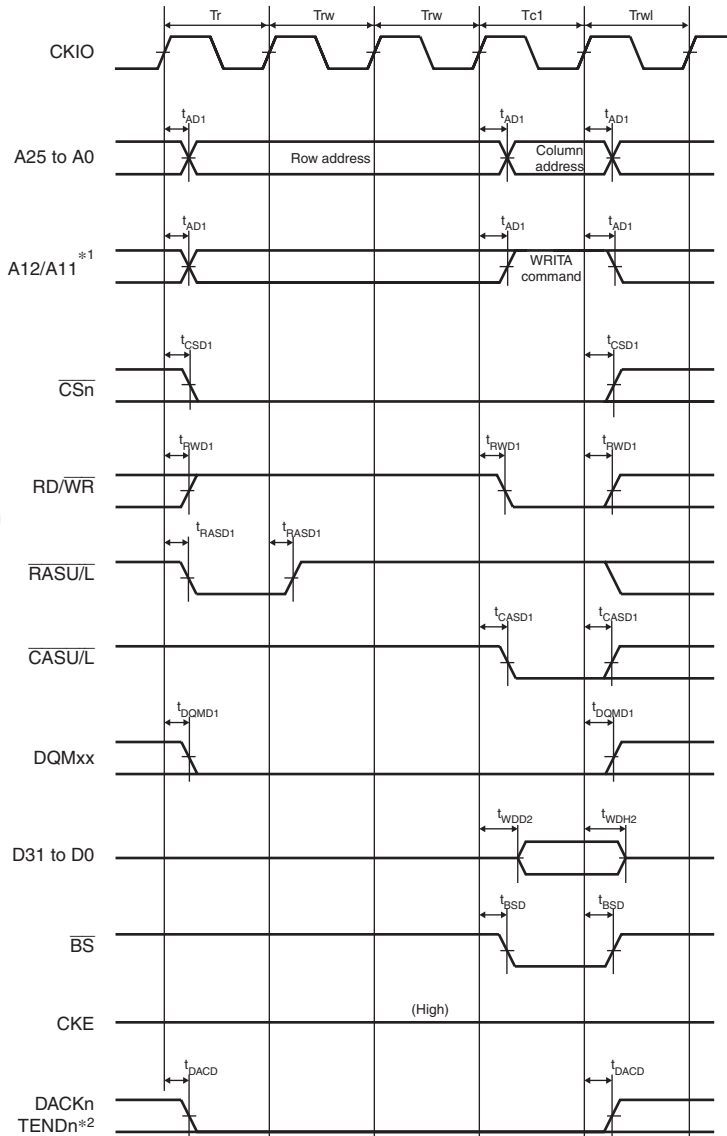 Tr Trw Trw Tc1 Trwl
CKIO
tAD1 tAD1 tAD1
A25 to A0 Row address Column address
tAD1 tAD1 tAD1
A12/A11*1 WRITA command
tCSD1 tCSD1
CSn
tRWD1 tRWD1 tRWD1
RD/WR
tRASD1 tRASD1
RASU/L
tCASD1 tCASD1
CASU/L
tDQMD1 tDQMD1
DQMxx
tWDD2 tWDH2
D31 to D0
tBSD tBSD
BS
(High)
CKE
tDACD tDACD
DACKn
TENDn*2